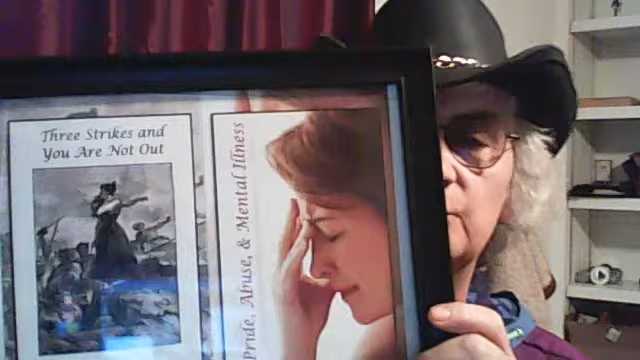 Three Strikes and
You Are Not Out
Pride, Abuse, & Mental Illness